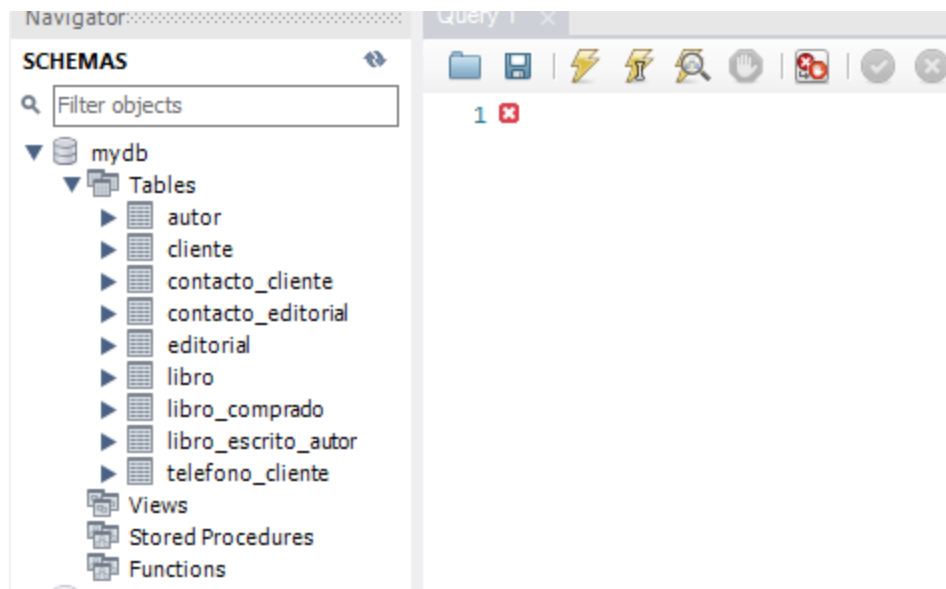 Navigator
Query 1
SCHEMAS
Filter objects
1
mydb
Tables
autor
cliente
contacto_cliente
contacto_editorial
editorial
libro
libro_comprado
libro_escrito_autor
telefono_cliente
Views
Stored Procedures
Functions